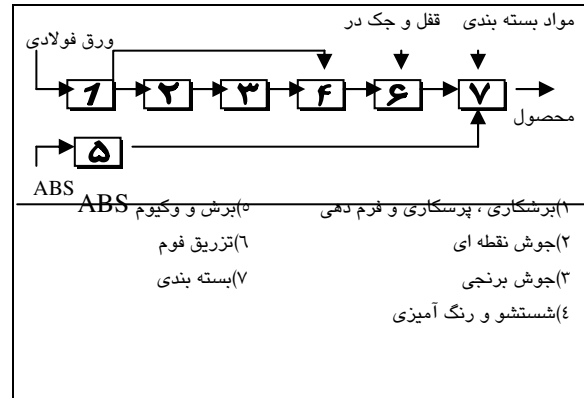 مواد بسته بندی    قفل و جک در
ورق فولادی
۱ ۲ ۳ ۴ ۶ ۷
محصول
۵
ABS
۱)برشکاری ، پرسکاری و فرم دهی    ۵)برش و وکیوم ABS
۲)جوش نقطه ای    ٦)تزریق فوم
۳)جوش برنجی    ۷)بسته بندی
٤)شستشو و رنگ آمیزی